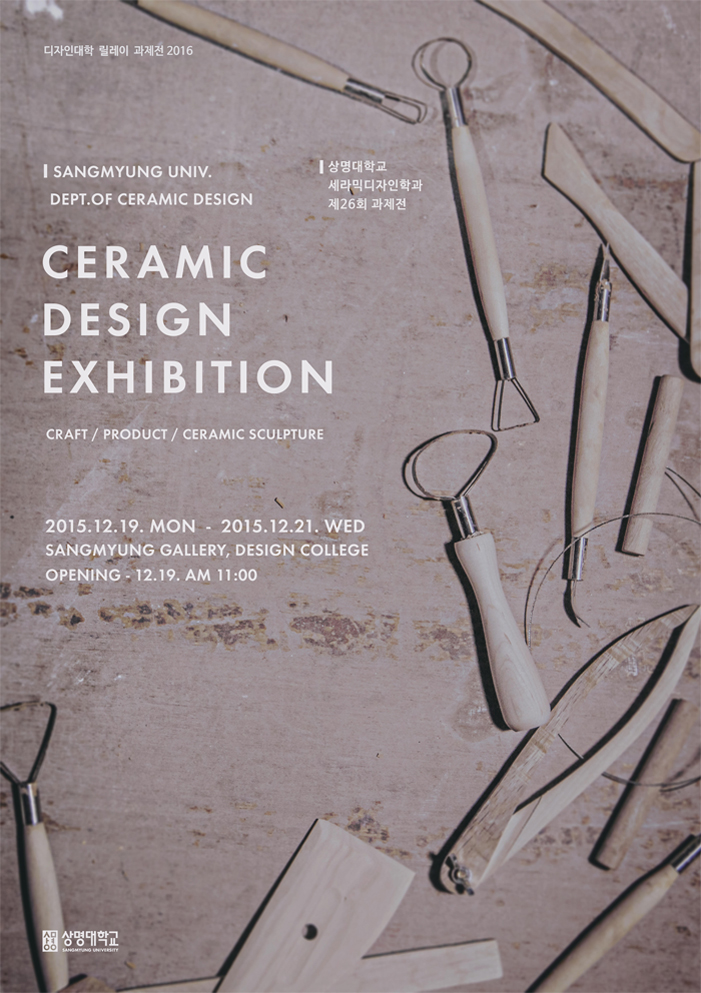 디자인대학 릴레이 과제전 2016
SANGMYUNG UNIV.
DEPT.OF CERAMIC DESIGN
상명대학교
세라믹디자인학과
제26회 과제전
CERAMIC
DESIGN
EXHIBITION
CRAFT / PRODUCT / CERAMIC SCULPTURE
2015.12.19. MON - 2015.12.21. WED
SANGMYUNG GALLERY, DESIGN COLLEGE
OPENING - 12.19. AM 11:00
상명대학교
SANGMYUNG UNIVERSITY